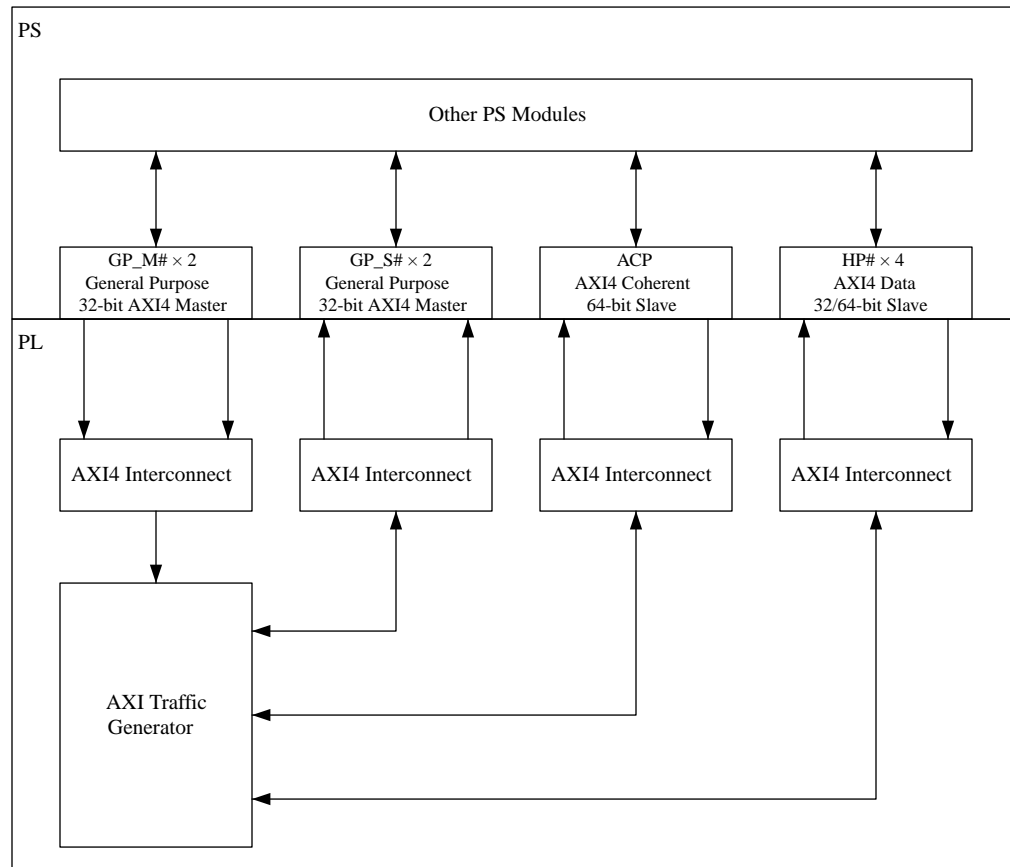 PS
Other PS Modules
GP_M# × 2
General Purpose
32-bit AXI4 Master
GP_S# × 2
General Purpose
32-bit AXI4 Master
ACP
AXI4 Coherent
64-bit Slave
HP# × 4
AXI4 Data
32/64-bit Slave
PL
AXI4 Interconnect
AXI4 Interconnect
AXI4 Interconnect
AXI4 Interconnect
AXI Traffic
Generator